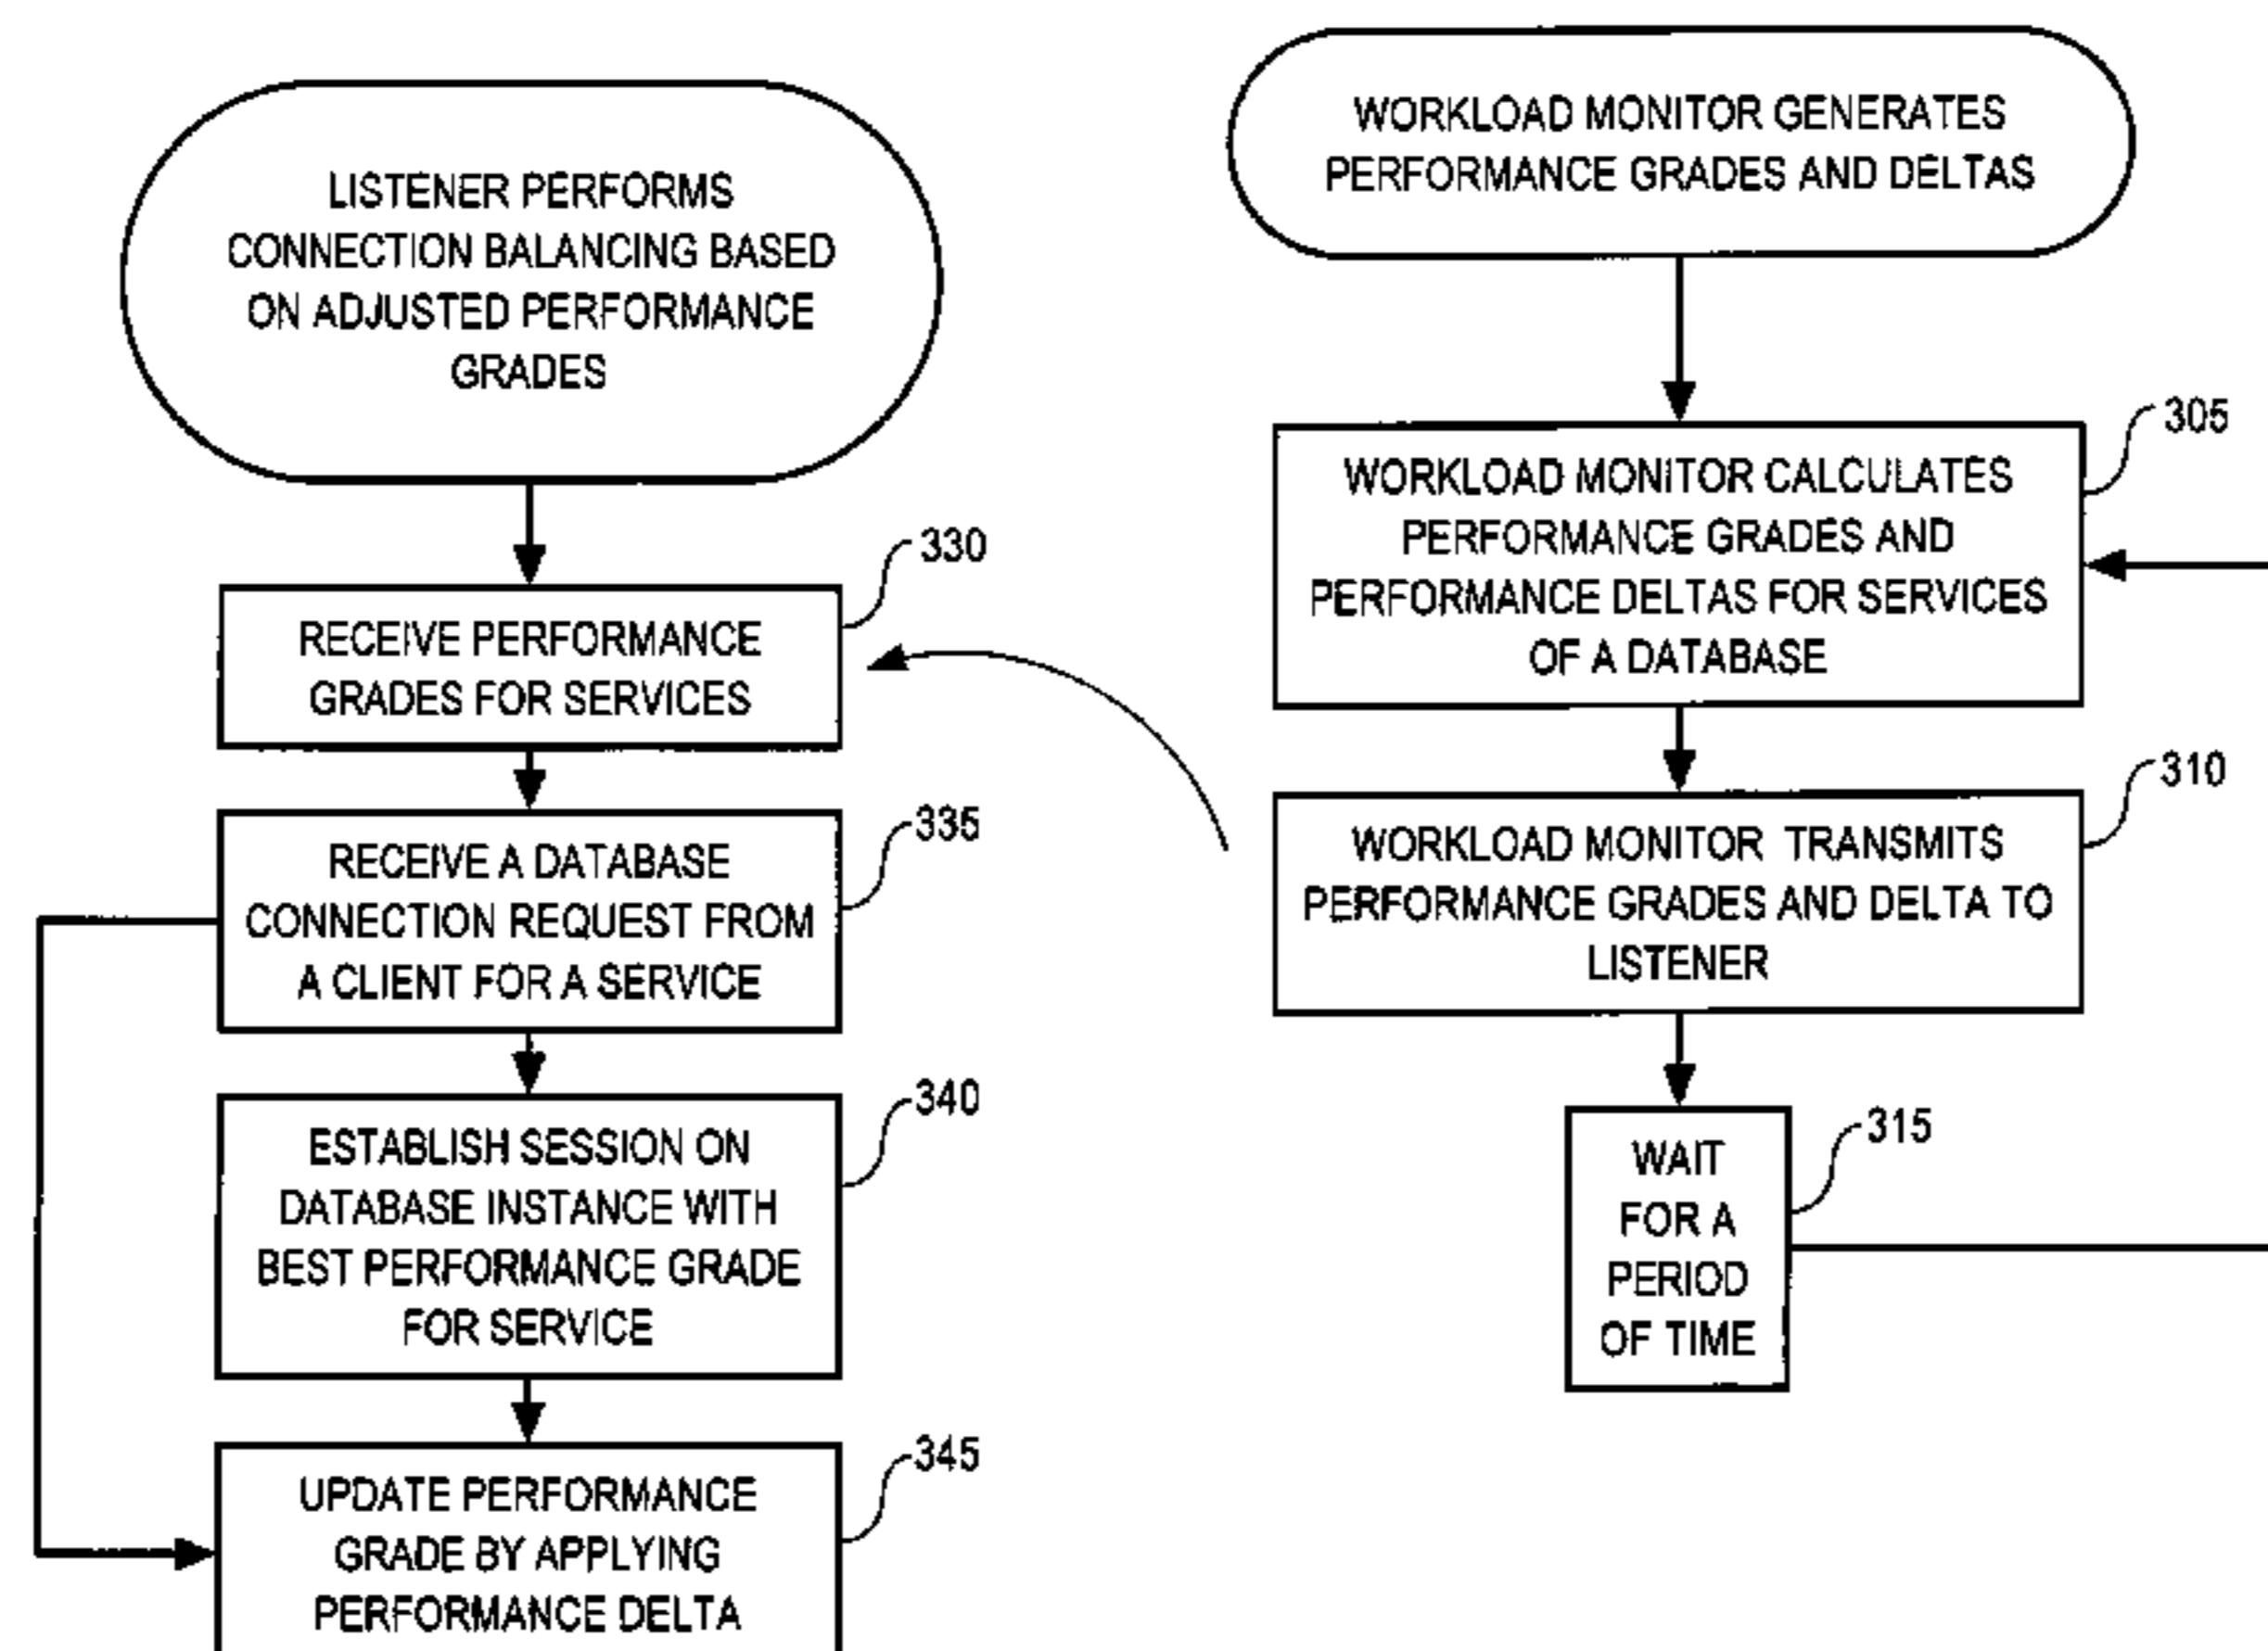 LISTENER PERFORMS
CONNECTION BALANCING BASED
ON ADJUSTED PERFORMANCE
GRADES
330
RECEIVE PERFORMANCE
GRADES FOR SERVICES
335
RECEIVE A DATABASE
CONNECTION REQUEST FROM
A CLIENT FOR A SERVICE
340
ESTABLISH SESSION ON
DATABASE INSTANCE WITH
BEST PERFORMANCE GRADE
FOR SERVICE
345
UPDATE PERFORMANCE
GRADE BY APPLYING
PERFORMANCE DELTA
WORKLOAD MONITOR GENERATES
PERFORMANCE GRADES AND DELTAS
305
WORKLOAD MONITOR CALCULATES
PERFORMANCE GRADES AND
PERFORMANCE DELTAS FOR SERVICES
OF A DATABASE
310
WORKLOAD MONITOR TRANSMITS
PERFORMANCE GRADES AND DELTA TO
LISTENER
315
WAIT
FOR A
PERIOD
OF TIME